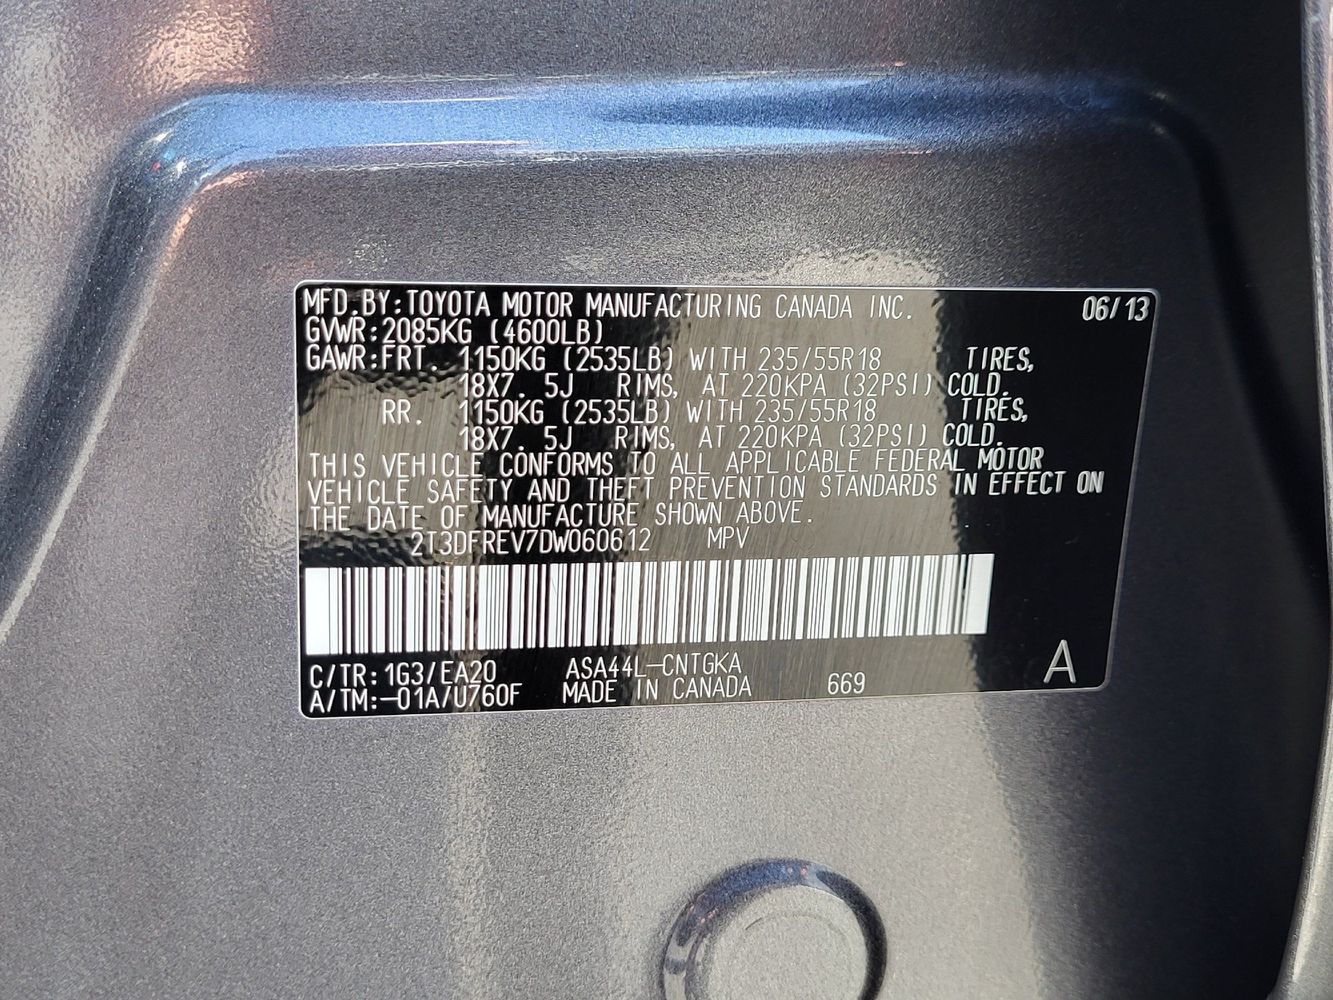 MFD.BY:TOYOTA MOTOR MANUFACTURING CANADA INC. 06/13
GVWR:2085KG (4600LB)
GAWR:FRT. 1150KG (2535LB) WITH 235/55R18 TIRES,
18X7.5J RIMS, AT 220KPA (32PSI) COLD.
RR. 1150KG (2535LB) WITH 235/55R18 TIRES,
18X7.5J RIMS, AT 220KPA (32PSI) COLD.
THIS VEHICLE CONFORMS TO ALL APPLICABLE FEDERAL MOTOR
VEHICLE SAFETY AND THEFT PREVENTION STANDARDS IN EFFECT ON
THE DATE OF MANUFACTURE SHOWN ABOVE.
2T3DFREV7DW060612 MPV
C/TR:1G3/EA20 ASA44L-CNTGKA A
A/TM:-01A/U760F MADE IN CANADA 669